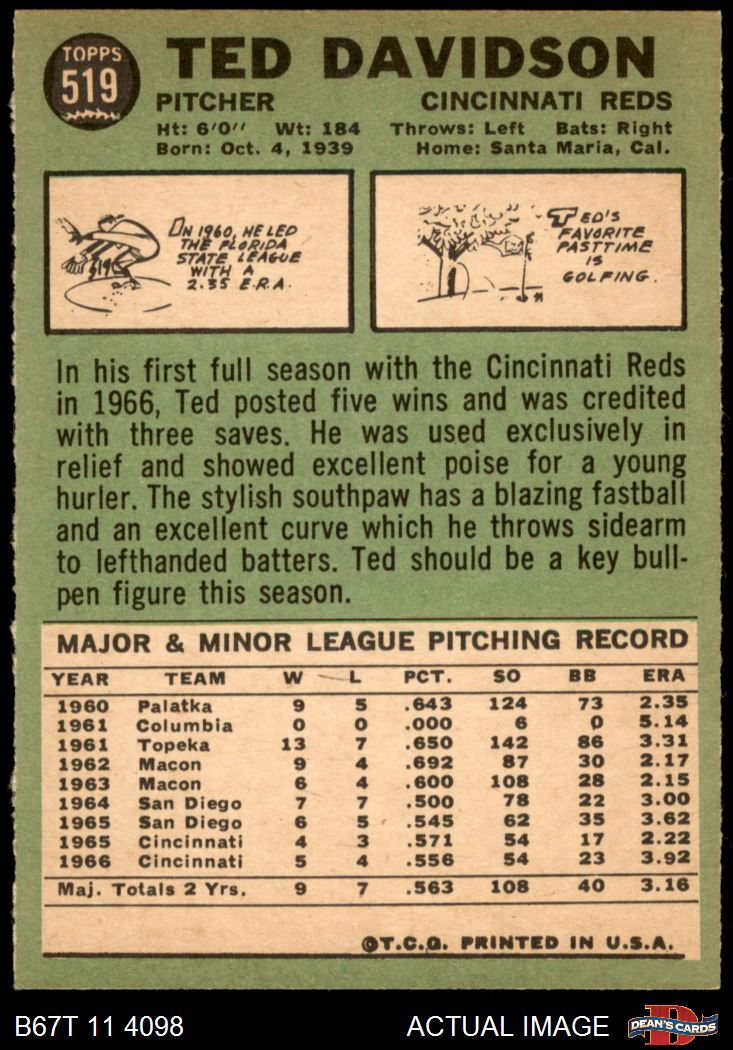 TOPPS
519
TED DAVIDSON
PITCHER CINCINNATI REDS
Ht: 6'0" Wt: 184 Throws: Left Bats: Right
Born: Oct. 4, 1939 Home: Santa Maria, Cal.
IN 1960, HE LED
THE FLORIDA
STATE LEAGUE
WITH A
2.35 E.R.A.
519
TED'S
FAVORITE
PASTTIME
IS
GOLFING.
In his first full season with the Cincinnati Reds
in 1966, Ted posted five wins and was credited
with three saves. He was used exclusively in
relief and showed excellent poise for a young
hurler. The stylish southpaw has a blazing fastball
and an excellent curve which he throws sidearm
to lefthanded batters. Ted should be a key bull-
pen figure this season.
MAJOR & MINOR LEAGUE PITCHING RECORD
YEAR TEAM W L PCT. SO BB ERA
1960 Palatka 9 5 .643 124 73 2.35
1961 Columbia 0 0 .000 6 0 5.14
1961 Topeka 13 7 .650 142 86 3.31
1962 Macon 9 4 .692 87 30 2.17
1963 Macon 6 4 .600 108 28 2.15
1964 San Diego 7 7 .500 78 22 3.00
1965 San Diego 6 5 .545 62 35 3.62
1965 Cincinnati 4 3 .571 54 17 2.22
1966 Cincinnati 5 4 .556 54 23 3.92
Maj. Totals 2 Yrs. 9 7 .563 108 40 3.16
©T.C.G. PRINTED IN U.S.A.
B67T 11 4098 ACTUAL IMAGE
D
DEAN'S CARDS